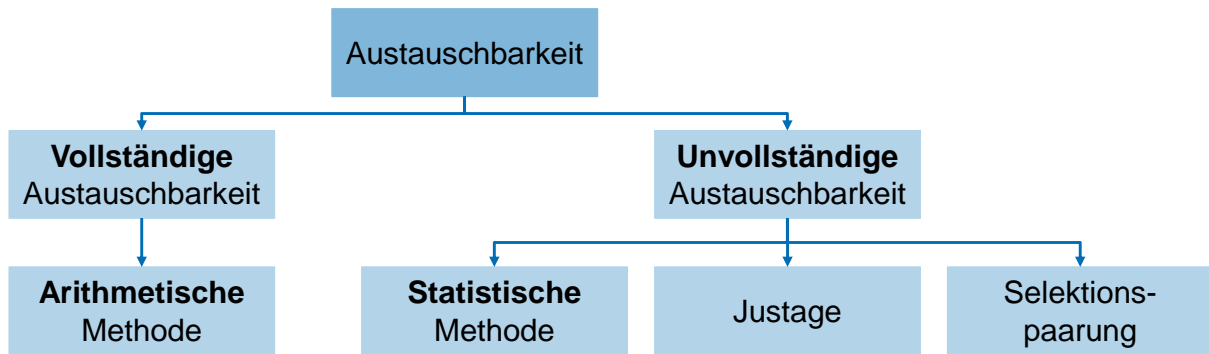 Austauschbarkeit
Vollständige
Austauschbarkeit
Unvollständige
Austauschbarkeit
Arithmetische
Methode
Statistische
Methode
Justage
Selektions-
paarung